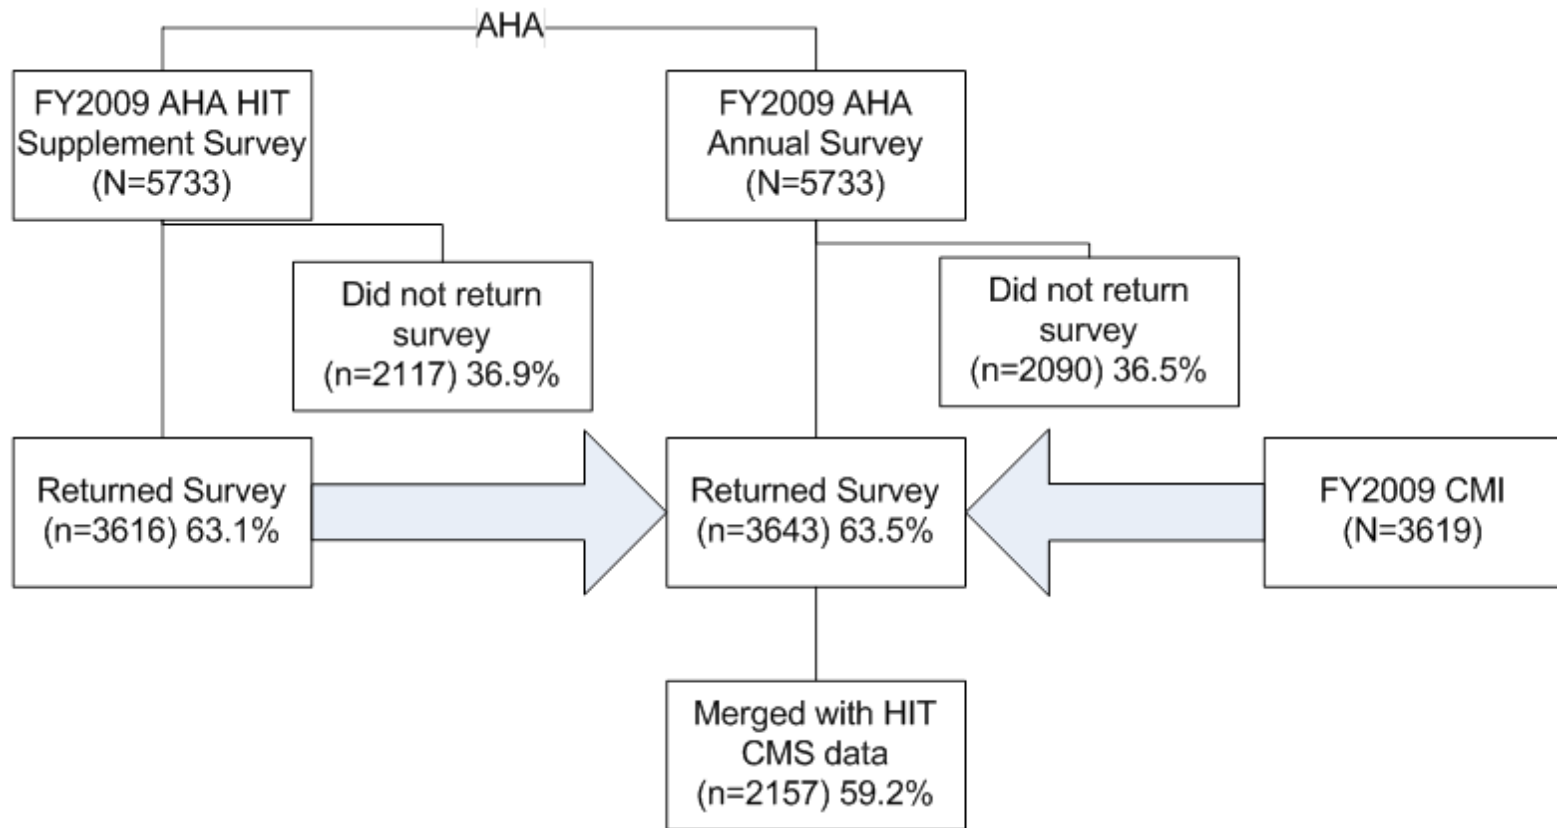 AHA
FY2009 AHA HIT
Supplement Survey
(N=5733)
FY2009 AHA
Annual Survey
(N=5733)
Did not return
survey
(n=2117) 36.9%
Did not return
survey
(n=2090) 36.5%
Returned Survey
(n=3616) 63.1%
Returned Survey
(n=3643) 63.5%
FY2009 CMI
(N=3619)
Merged with HIT
CMS data
(n=2157) 59.2%